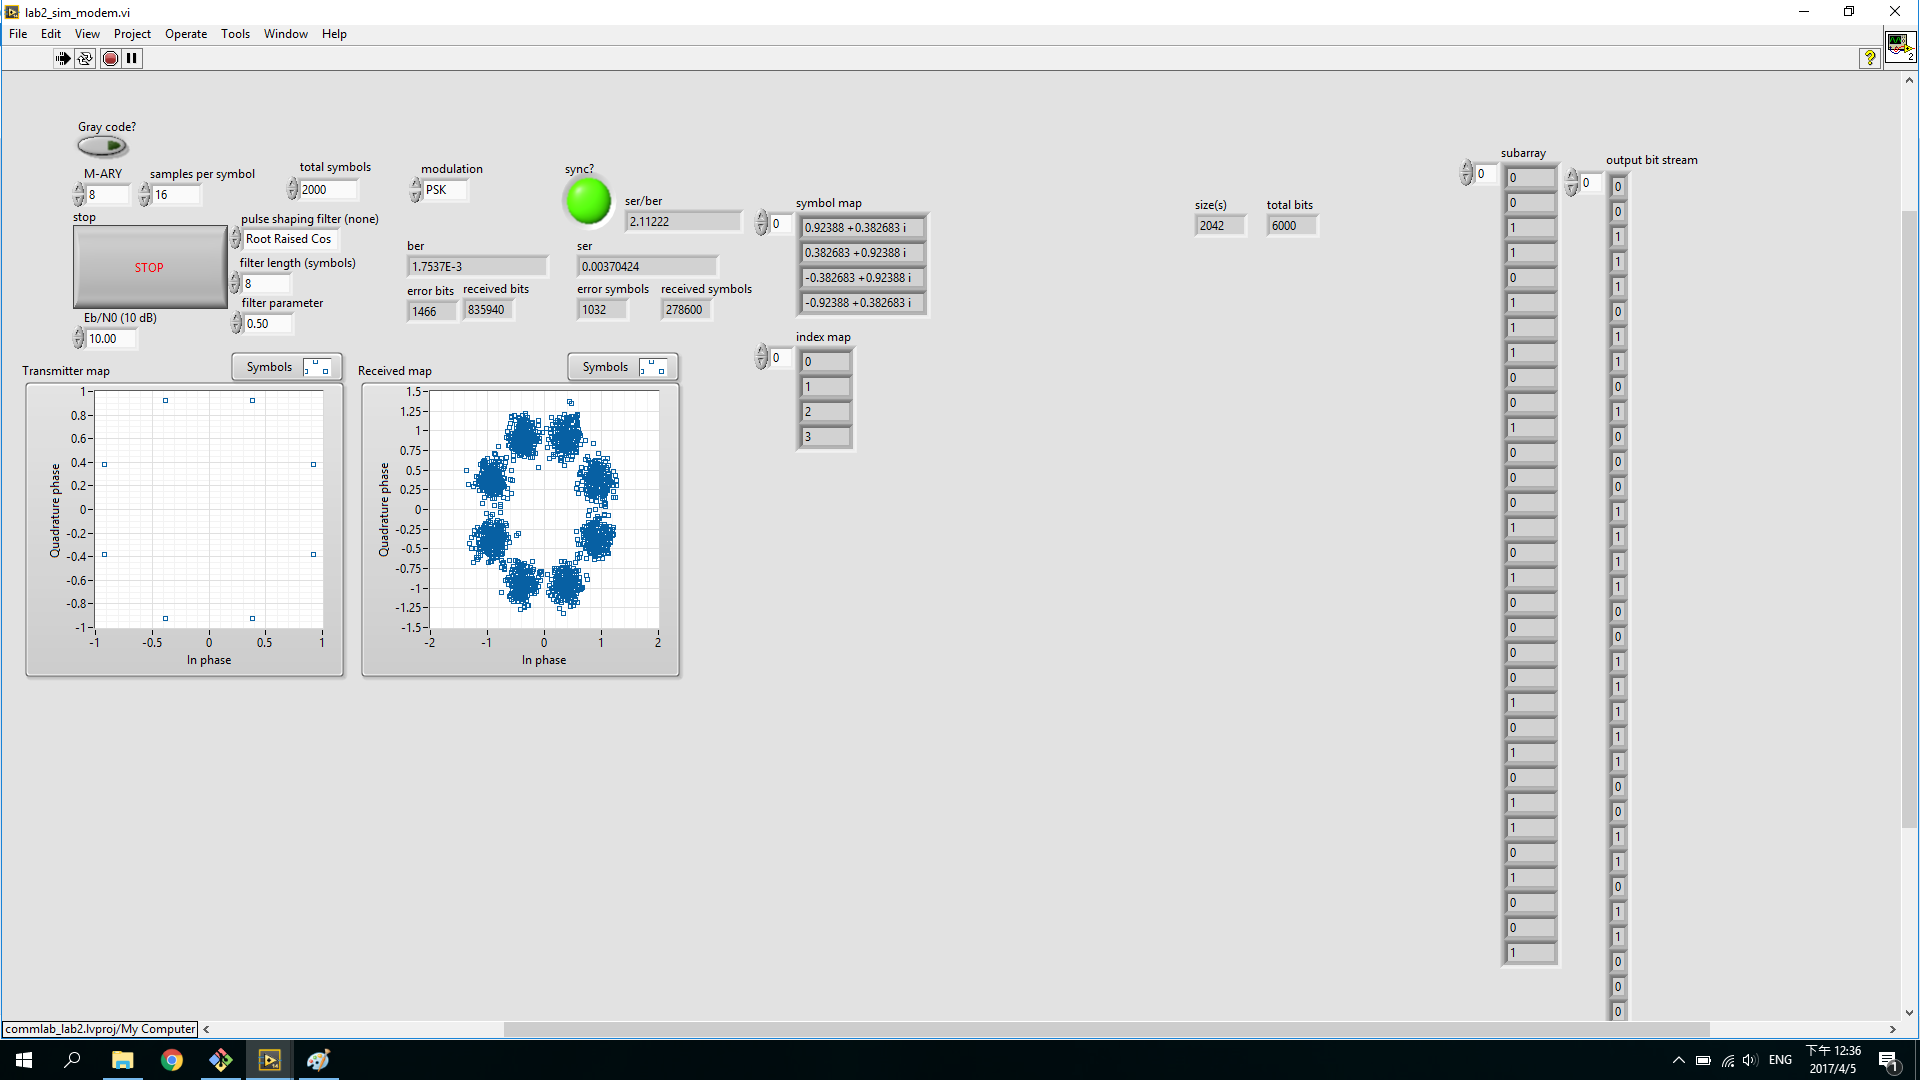 lab2_sim_modem.vi
File Edit View Project Operate Tools Window Help
2
Gray code?
M-ARY
8
samples per symbol
16
total symbols
2000
modulation
PSK
sync?
ser/ber
2.11222
stop
STOP
pulse shaping filter (none)
Root Raised Cos
filter length (symbols)
8
filter parameter
0.50
Eb/N0 (10 dB)
10.00
ber
1.7537E-3
ser
0.00370424
error bits
1466
received bits
835940
error symbols
1032
received symbols
278600
symbol map
0
0.92388 +0.382683 i
0.382683 +0.92388 i
-0.382683 +0.92388 i
-0.92388 +0.382683 i
index map
0
0
1
2
3
size(s)
2042
total bits
6000
Transmitter map
Symbols
Quadrature phase
1
0.8
0.6
0.4
0.2
0
-0.2
-0.4
-0.6
-0.8
-1
-1 -0.5 0 0.5 1
In phase
Received map
Symbols
Quadrature phase
1.5
1.25
1
0.75
0.5
0.25
0
-0.25
-0.5
-0.75
-1
-1.25
-1.5
-2 -1 0 1 2
In phase
subarray
0
0
0
1
1
0
1
1
1
0
0
1
0
0
0
1
0
1
0
0
0
0
1
0
1
0
1
1
0
1
0
0
1
output bit stream
0
0
0
1
1
1
0
1
1
0
1
0
0
0
1
1
1
1
0
0
1
1
1
1
1
0
0
1
1
0
1
1
0
0
0
commlab_lab2.lvproj/My Computer
14
ENG
下午 12:36
2017/4/5
1